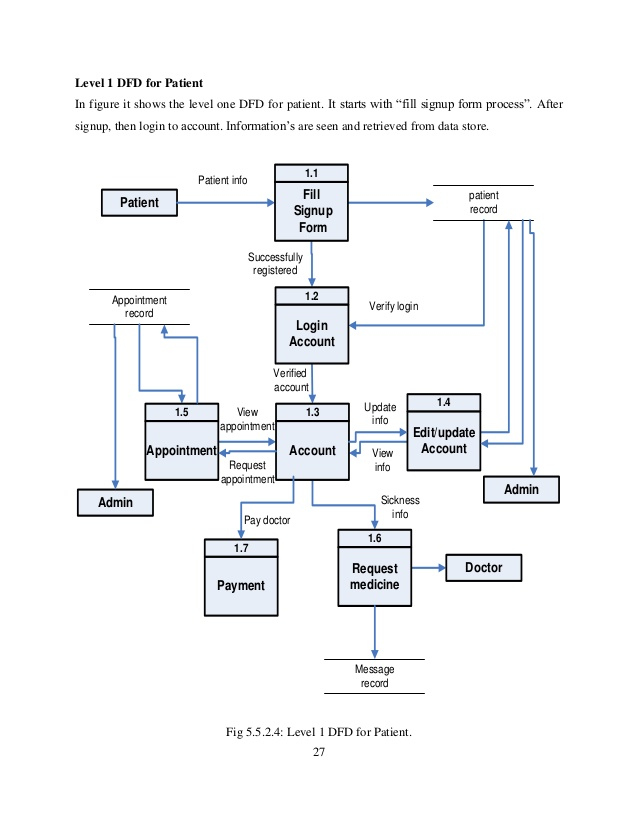 Level 1 DFD for Patient
In figure it shows the level one DFD for patient. It starts with “fill signup form process”. After
signup, then login to account. Information’s are seen and retrieved from data store.
1.1
Patient info
Patient
Fill
Signup
Form
patient
record
Successfully
registered
1.2
Appointment
record
Verify login
Login
Account
Verified
account
1.5
View
appointment
1.3
Update
info
1.4
Appointment
Account
Edit/update
Account
Request
appointment
View
info
Admin
Admin
Sickness
info
Pay doctor
1.7
1.6
Payment
Request
medicine
Doctor
Message
record
Fig 5.5.2.4: Level 1 DFD for Patient.
27